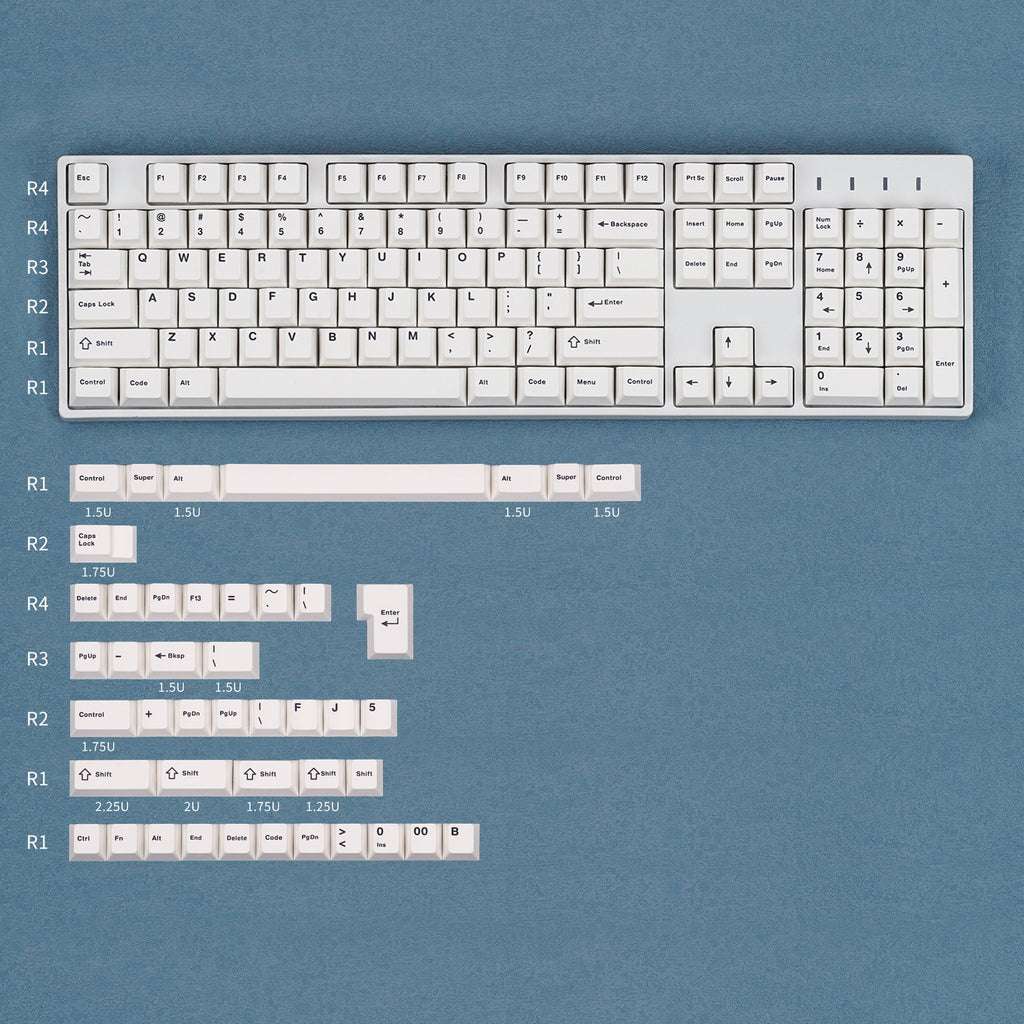 R4 Esc F1 F2 F3 F4 F5 F6 F7 F8 F9 F10 F11 F12 Prt Sc Scroll Pause
R4 ~ ` ! 1 @ 2 # 3 $ 4 % 5 ^ 6 & 7 * 8 ( 9 ) 0 — - + = ← Backspace Insert Home PgUp Num Lock ÷ × −
R3 Tab Q W E R T Y U I O P { [ } ] | \ Delete End PgDn 7 Home 8 ↑ 9 PgUp +
R2 Caps Lock A S D F G H J K L : ; " ' ↵ Enter 4 ← 5 6 →
R1 ⇧ Shift Z X C V B N M < , > . ? / ⇧ Shift ↑ 1 End 2 ↓ 3 PgDn Enter
R1 Control Code Alt Alt Code Menu Control ← ↓ → 0 Ins . Del
R1 Control Super Alt Alt Super Control
1.5U 1.5U 1.5U 1.5U
R2 Caps Lock
1.75U
R4 Delete End PgDn F13 = ~ ` | \ Enter ↵
R3 PgUp − ← Bksp | \
1.5U 1.5U
R2 Control + PgDn PgUp | \ F J 5
1.75U
R1 ⇧ Shift ⇧ Shift ⇧ Shift ⇧ Shift Shift
2.25U 2U 1.75U 1.25U
R1 Ctrl Fn Alt End Delete Code PgDn > < 0 Ins 00 B